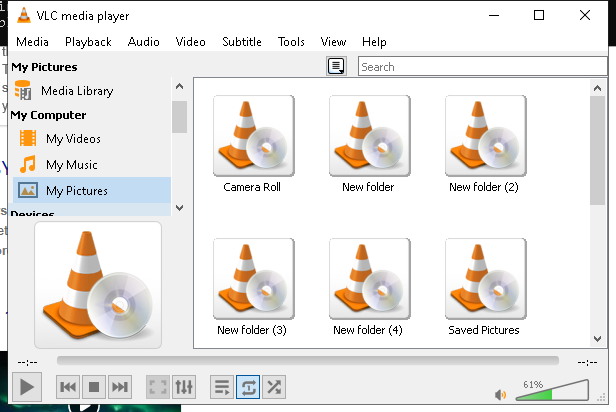 VLC media player
Media Playback Audio Video Subtitle Tools View Help
My Pictures
Search
Media Library
My Computer
My Videos
My Music
My Pictures
Devices
Camera Roll
New folder
New folder (2)
New folder (3)
New folder (4)
Saved Pictures
--:--
--:--
61%